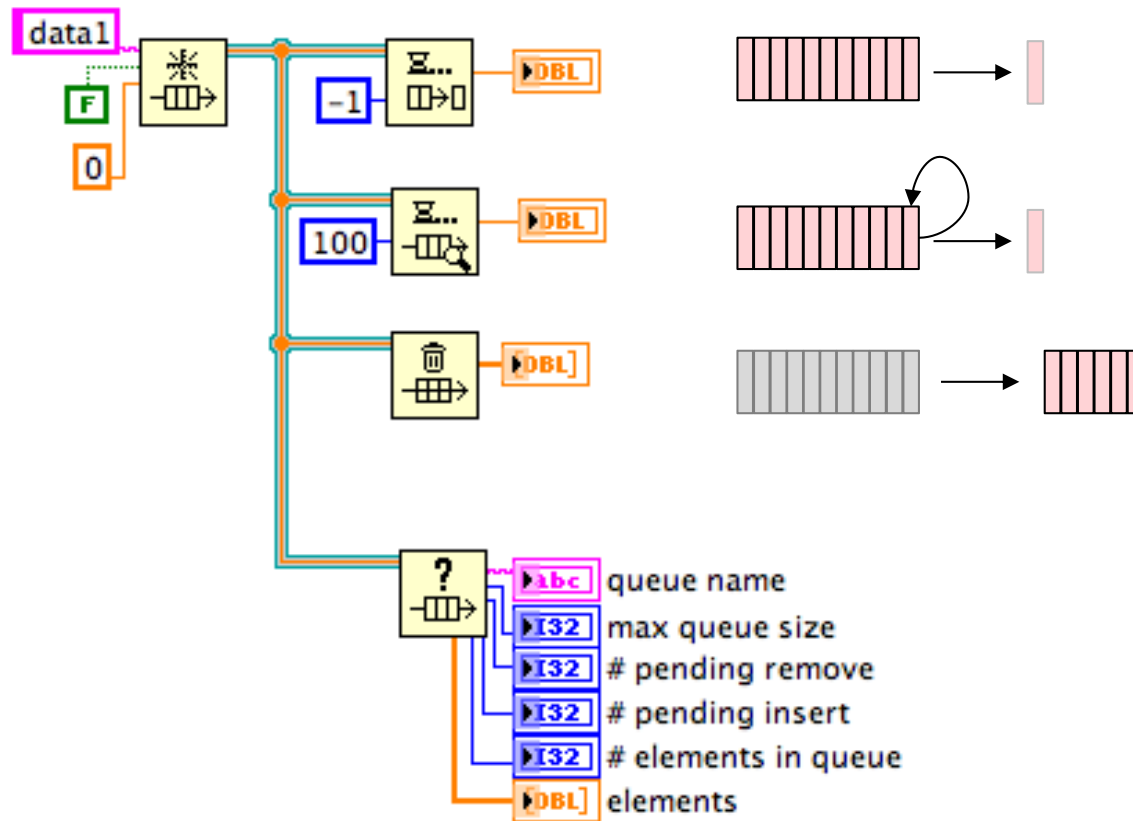 data1
F
0
-1
DBL
100
DBL
[DBL]
?
abc queue name
I32 max queue size
I32 # pending remove
I32 # pending insert
I32 # elements in queue
[DBL] elements